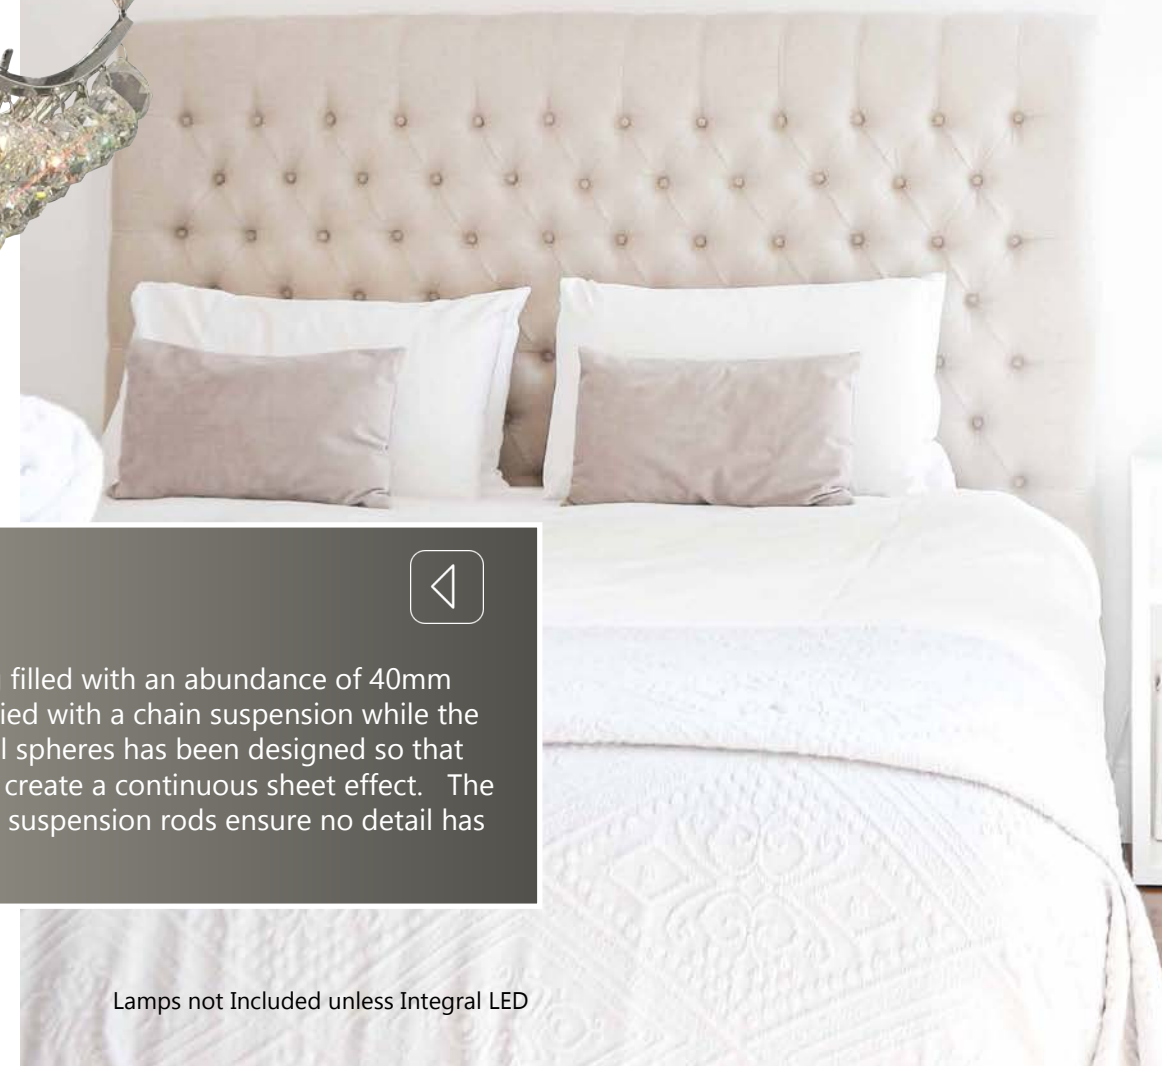 filled with an abundance of 40mm
with a chain suspension while the
spheres has been designed so that
create a continuous sheet effect. The
suspension rods ensure no detail has
Lamps not Included unless Integral LED